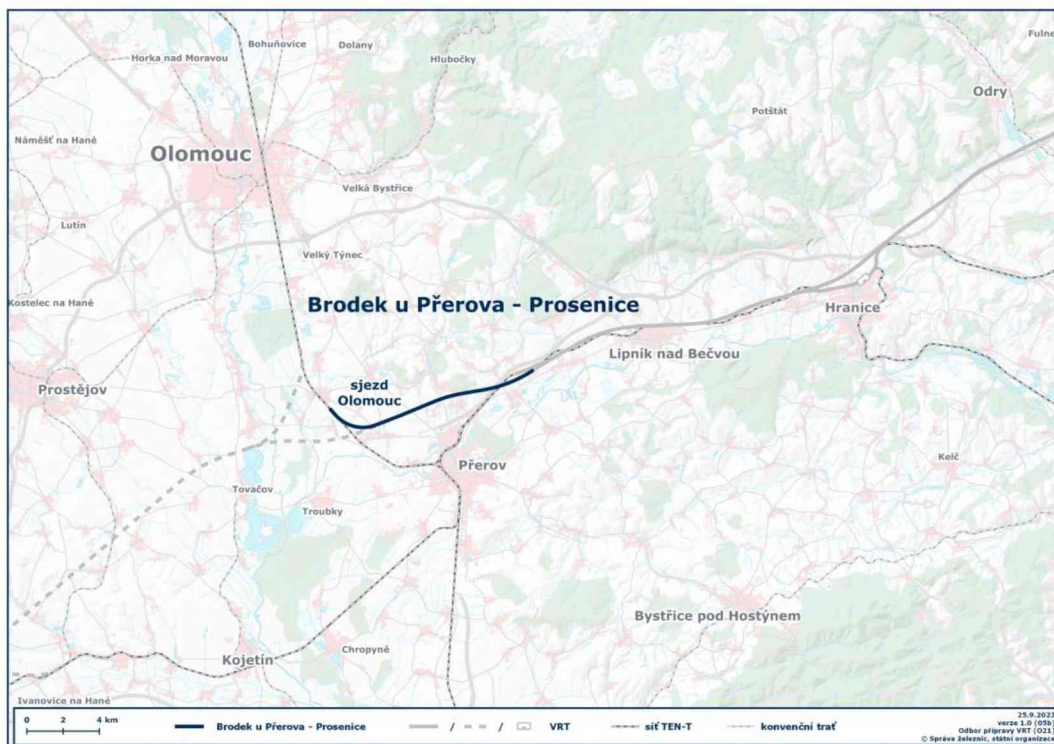 Bohuňovice
Dolany
Fulne
Horka nad Moravou
Hlubočky
Odry
Potštát
Náměšť na Hané
Olomouc
Velká Bystřice
Lutín
Velký Týnec
Kostelec na Hané
Brodek u Přerova - Prosenice
Hranice
Lipník nad Bečvou
sjezd
Olomouc
Prostějov
Kelč
Přerov
Tovačov
Troubky
Bystřice pod Hostýnem
Chropyně
Kojetín
Ivanovice na Hané
0 2 4 km
Brodek u Přerova - Prosenice
/ / VRT
síť TEN-T
konvenční trať
25.9.2023
verze 1.0 (05b)
Odbor přípravy VRT (O21)
© Správa železnic, státní organizace